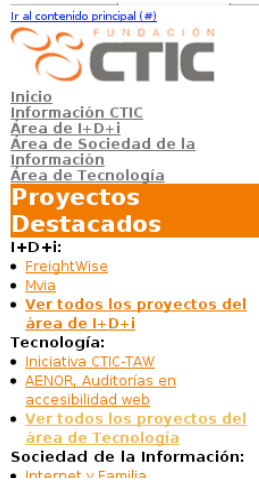 Ir al contenido principal (#)
FUNDACIÓN
CTIC
Inicio
Información CTIC
Área de I+D+i
Área de Sociedad de la
Información
Área de Tecnología
Proyectos
Destacados
I+D+i:
FreightWise
Mvia
Ver todos los proyectos del
área de I+D+i
Tecnología:
Iniciativa CTIC-TAW
AENOR, Auditorías en
accesibilidad web
Ver todos los proyectos del
área de Tecnología
Sociedad de la Información:
Internet y Familia